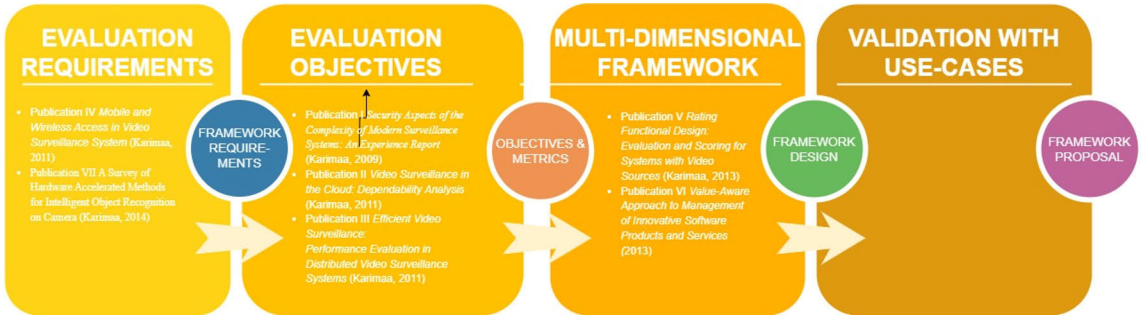 EVALUATION
REQUIREMENTS
• Publication IV Mobile and
Wireless Access in Video
Surveillance System (Karimaa,
2011)
• Publication VII A Survey of
Hardware Accelerated Methods
for Intelligent Object Recognition
on Camera (Karimaa, 2014)
FRAMEWORK
REQUIRE-
MENTS
EVALUATION
OBJECTIVES
• Publication I Security Aspects of the
Complexity of Modern Surveillance
Systems: An Experience Report
(Karimaa, 2009)
• Publication II Video Surveillance
in the Cloud: Dependability Analysis
(Karimaa, 2011)
• Publication III Efficient Video
Surveillance:
Performance Evaluation in
Distributed Video Surveillance
Systems (Karimaa, 2011)
OBJECTIVES &
METRICS
MULTI-DIMENSIONAL
FRAMEWORK
• Publication V Rating
Functional Design:
Evaluation and Scoring for
Systems with Video
Sources (Karimaa, 2013)
• Publication VI Value-Aware
Approach to Management
of Innovative Software
Products and Services
(2013)
FRAMEWORK
DESIGN
VALIDATION WITH
USE-CASES
FRAMEWORK
PROPOSAL